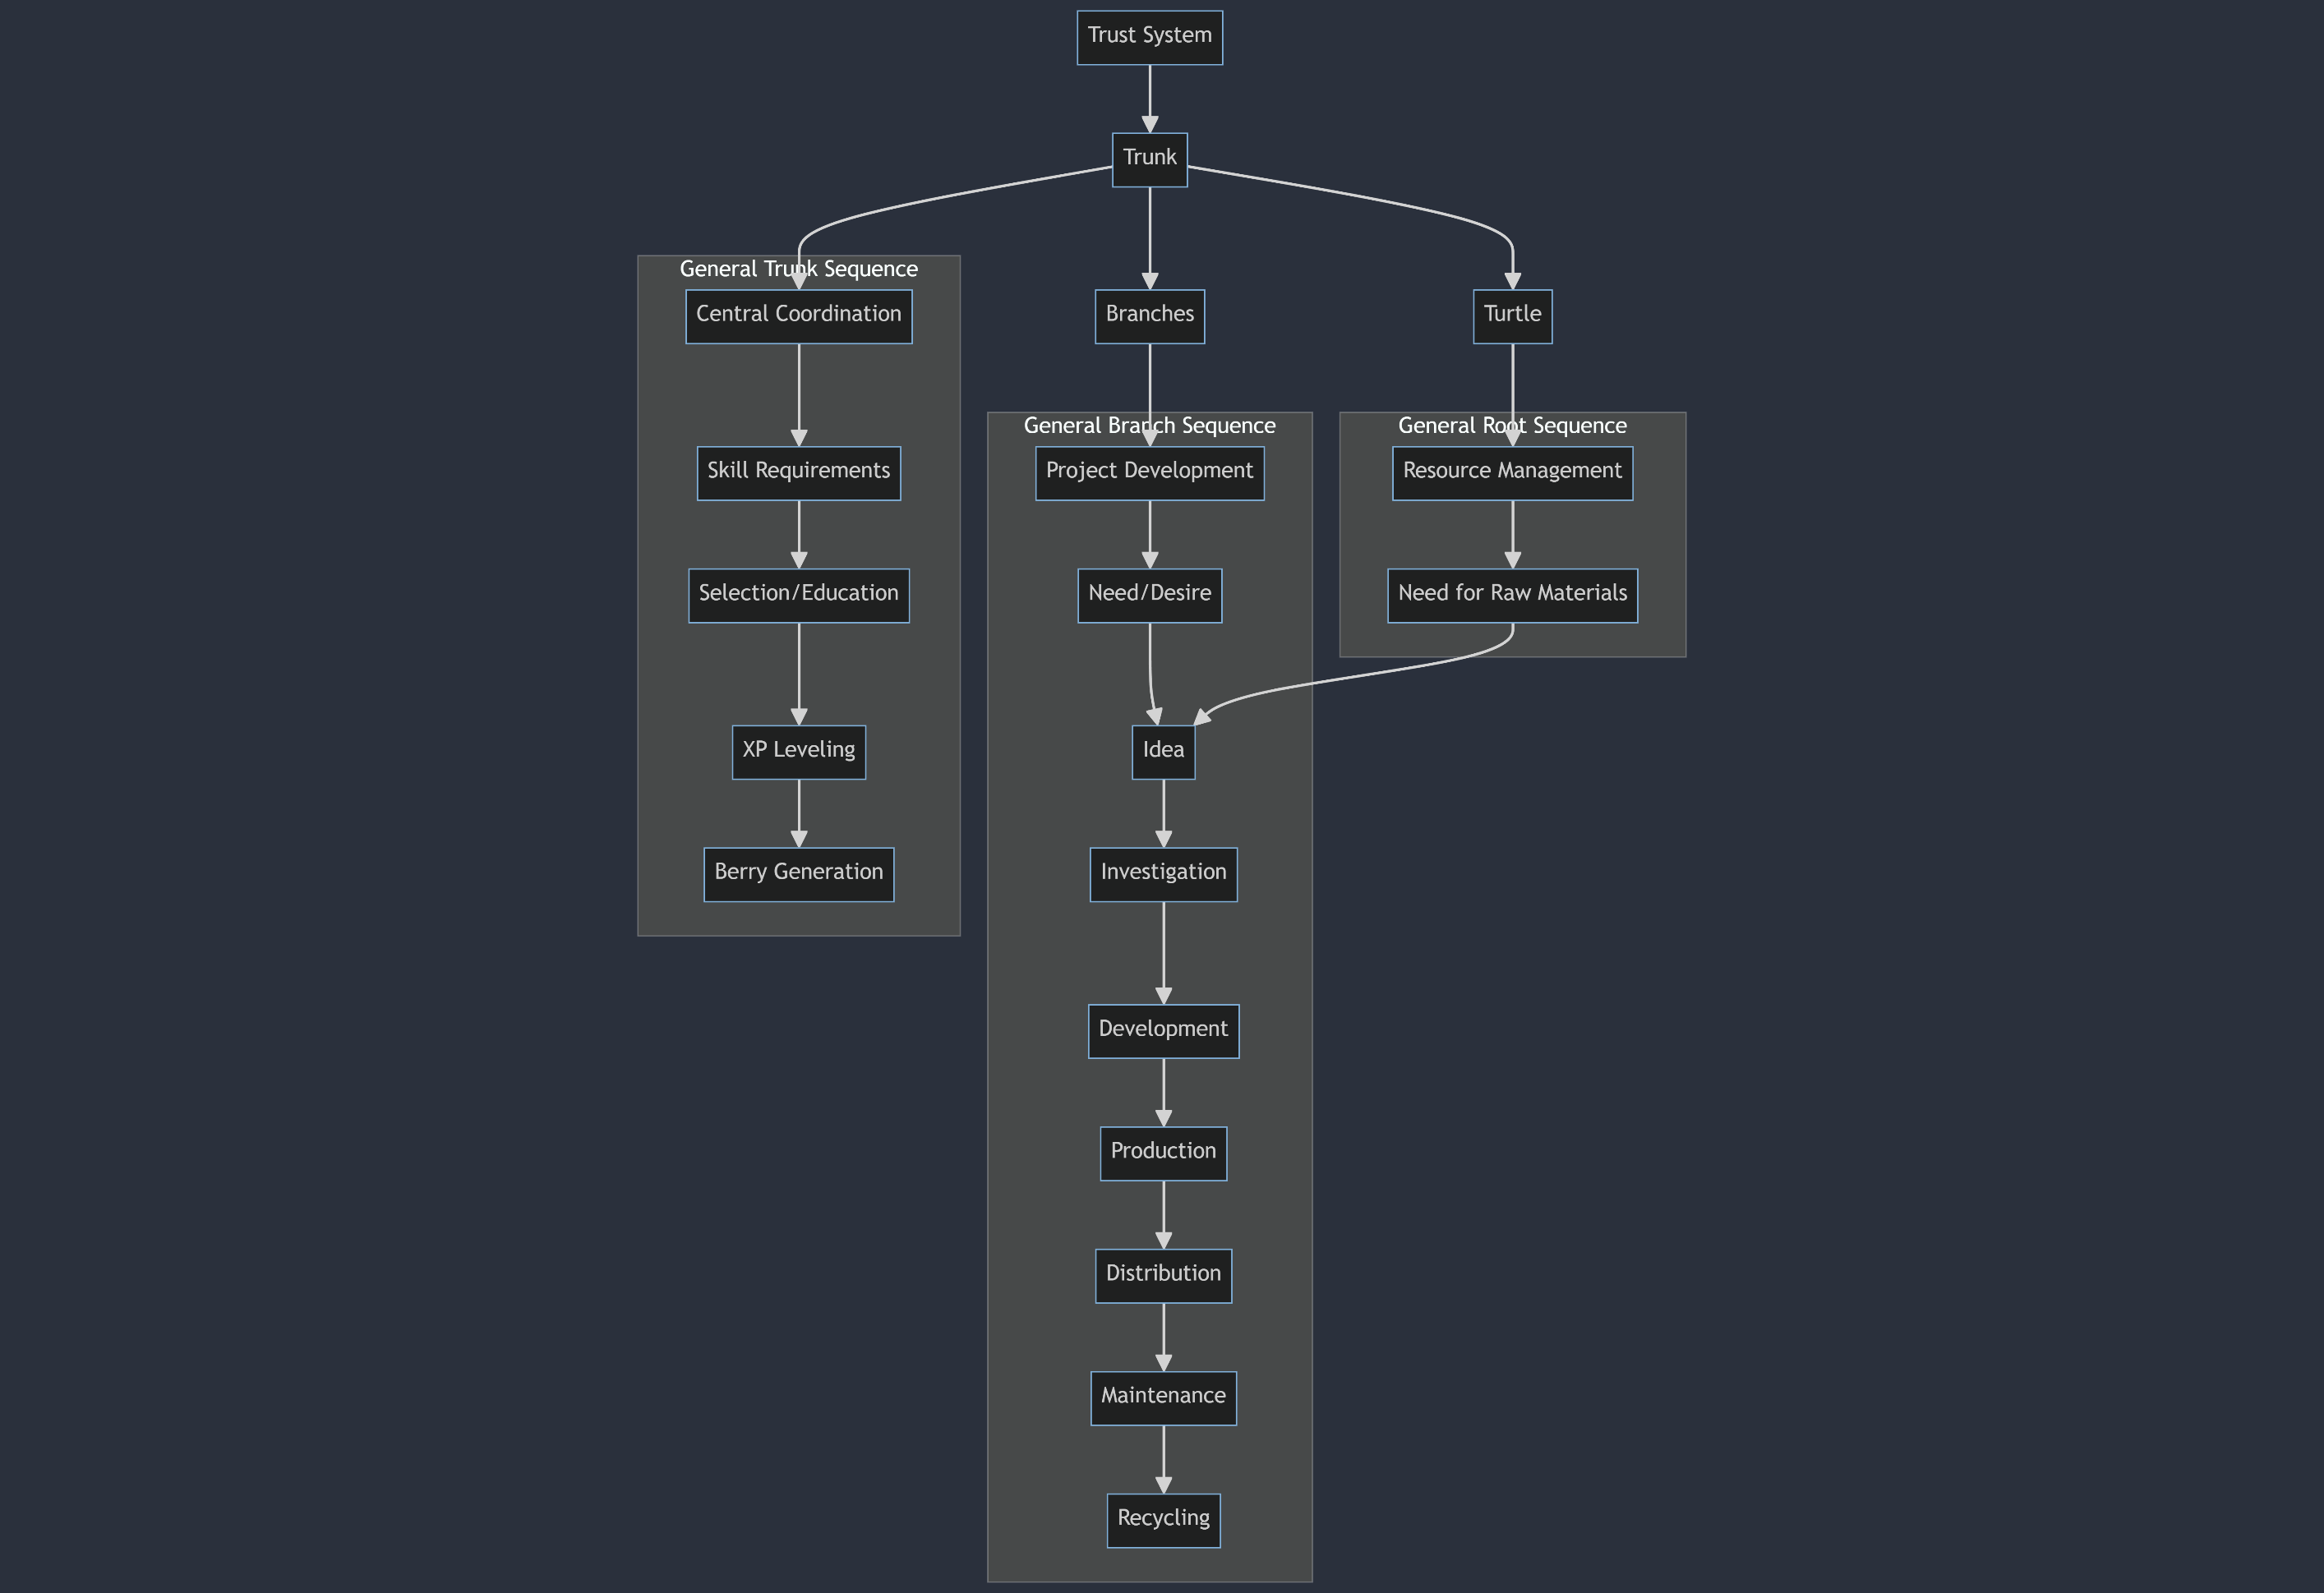 Trust System
Trunk
General Trunk Sequence
Central Coordination
Branches
Turtle
General Branch Sequence
General Root Sequence
Skill Requirements
Project Development
Resource Management
Selection/Education
Need/Desire
Need for Raw Materials
XP Leveling
Idea
Berry Generation
Investigation
Development
Production
Distribution
Maintenance
Recycling